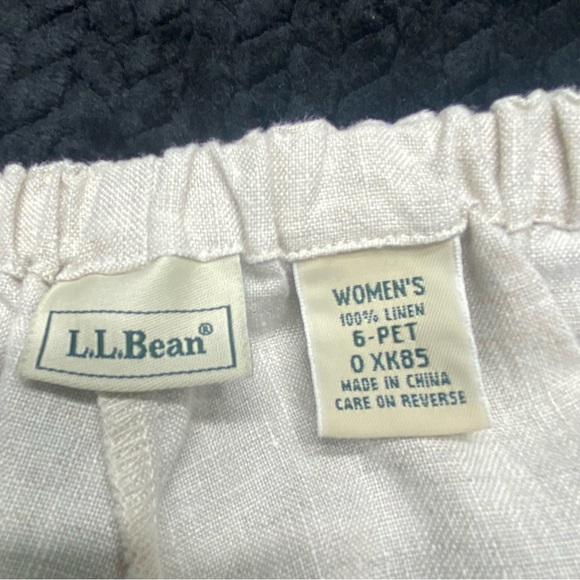 L.L.Bean®
WOMEN'S
100% LINEN
6-PET
0 XK85
MADE IN CHINA
CARE ON REVERSE